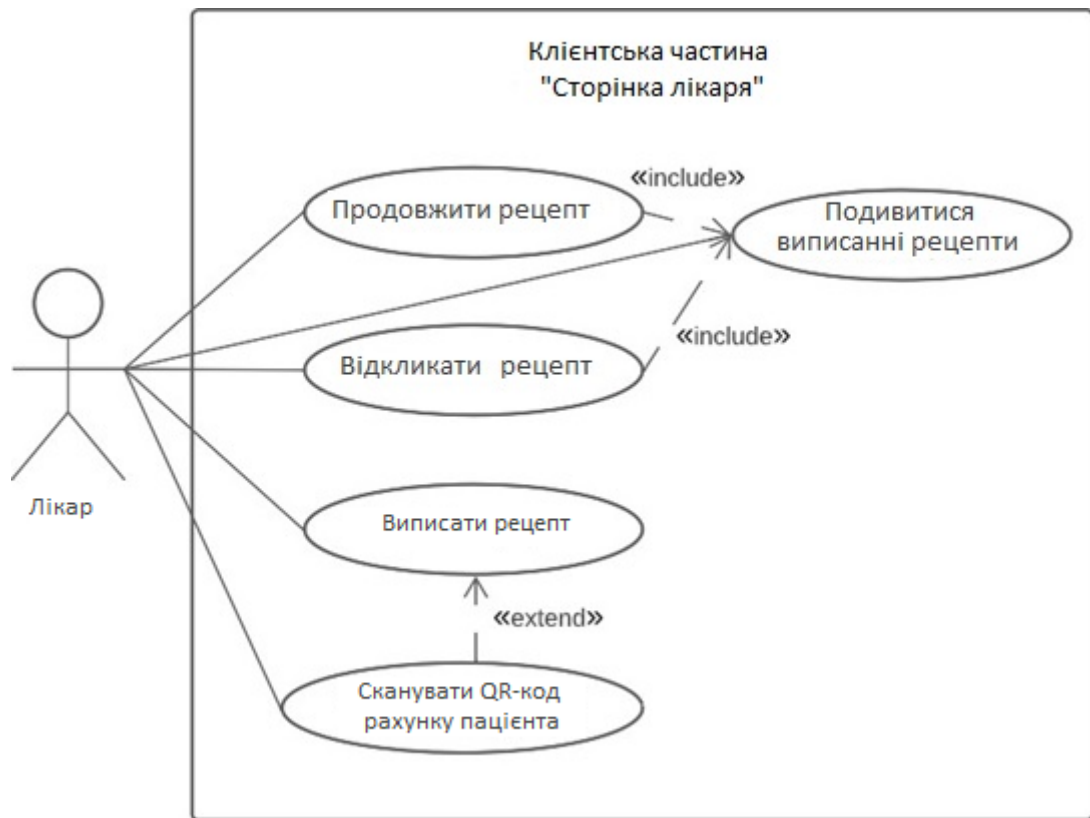 Клієнтська частина
"Сторінка лікаря"
«include»
Продовжити рецепт
Подивитися
виписанні рецепти
«include»
Відкликати рецепт
Лікар
Виписати рецепт
«extend»
Сканувати QR-код
рахунку пацієнта